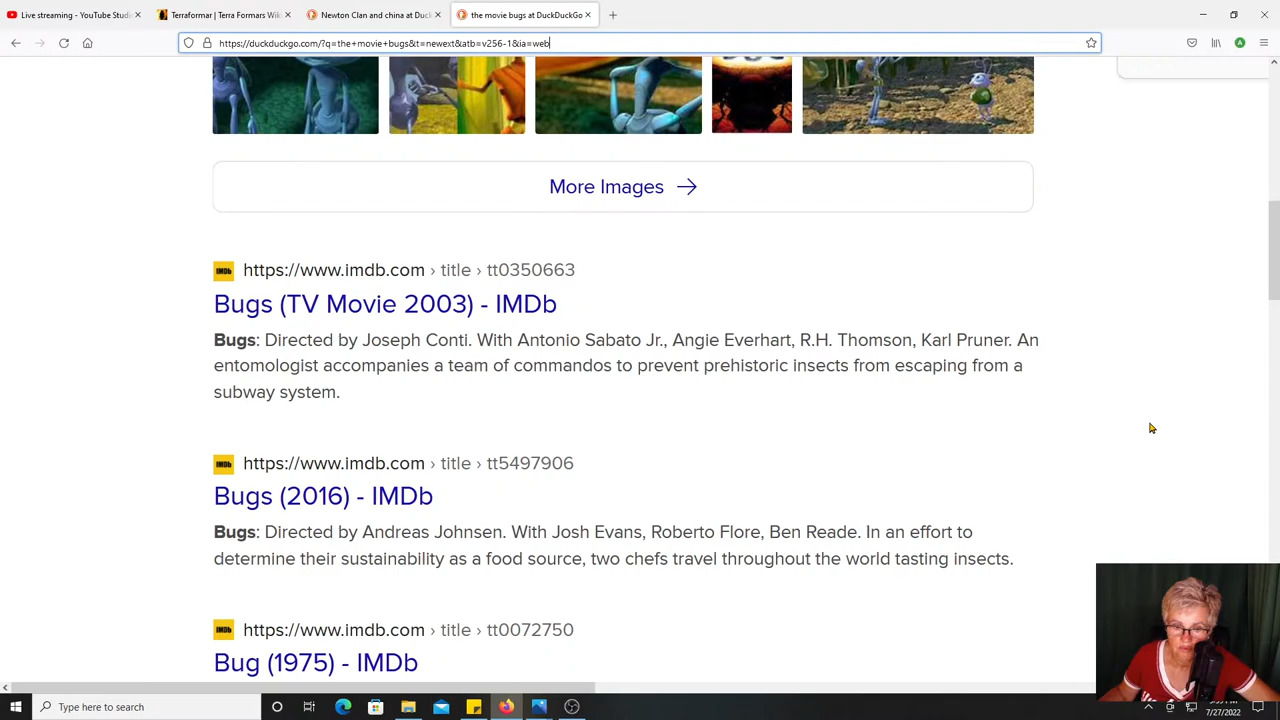 Live streaming - YouTube Studi
Terraformar | Terra Formars Wiki
Newton Clan and china at Duck
the movie bugs at DuckDuckGo
https://duckduckgo.com/?q=the+movie+bugs&t=newext&atb=v256-1&ia=web
More Images
IMDb
https://www.imdb.com › title › tt0350663
Bugs (TV Movie 2003) - IMDb
Bugs: Directed by Joseph Conti. With Antonio Sabato Jr., Angie Everhart, R.H. Thomson, Karl Pruner. An
entomologist accompanies a team of commandos to prevent prehistoric insects from escaping from a
subway system.
IMDb
https://www.imdb.com › title › tt5497906
Bugs (2016) - IMDb
Bugs: Directed by Andreas Johnsen. With Josh Evans, Roberto Flore, Ben Reade. In an effort to
determine their sustainability as a food source, two chefs travel throughout the world tasting insects.
IMDb
https://www.imdb.com › title › tt0072750
Bug (1975) - IMDb
Type here to search
7/27/2022